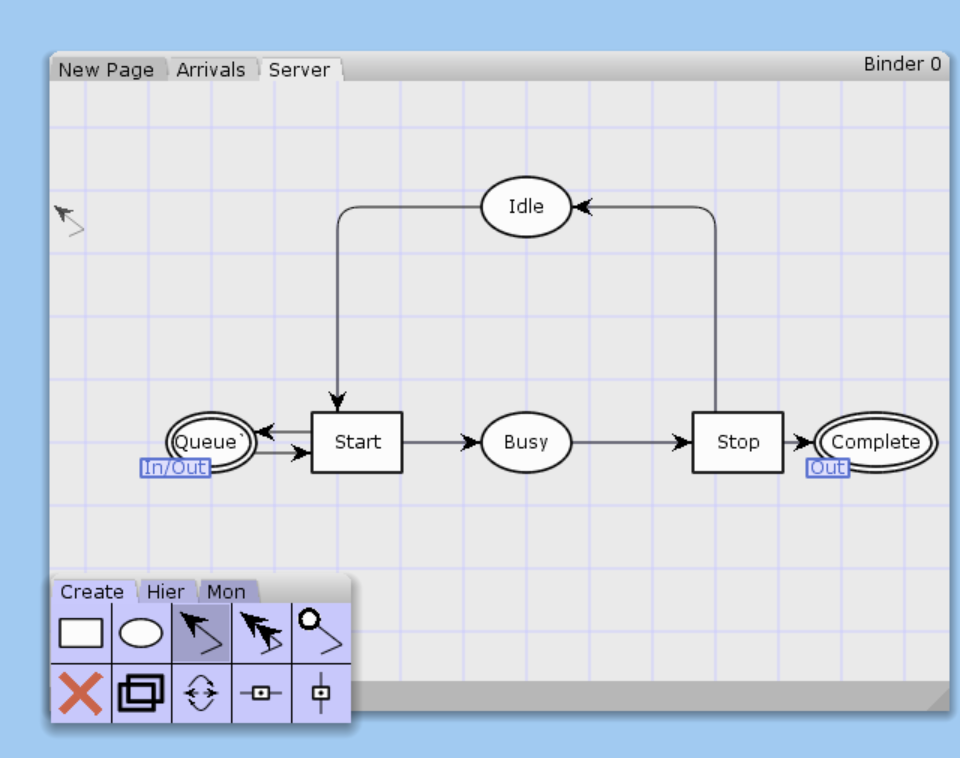 New Page Arrivals Server Binder 0
Idle
Queue` Start Busy Stop Complete
In/Out Out
Create Hier Mon